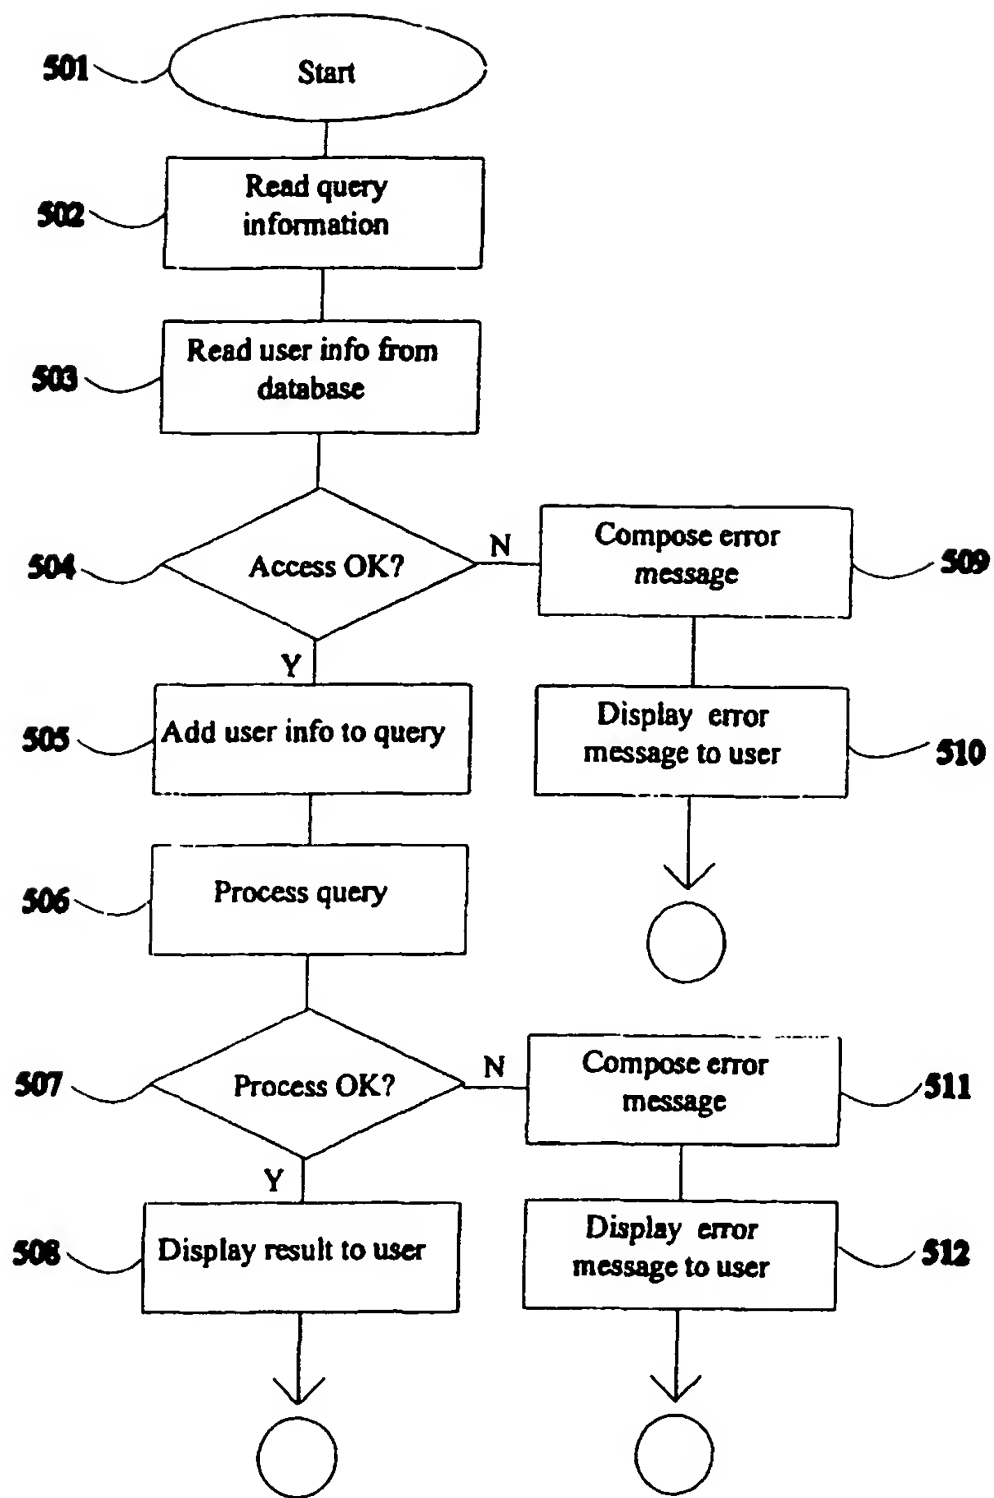 501
Start
502
Read query
information
503
Read user info from
database
504
Access OK?
N
Compose error
message
509
Y
505
Add user info to query
Display error
message to user
510
506
Process query
507
Process OK?
N
Compose error
message
511
Y
508
Display result to user
Display error
message to user
512